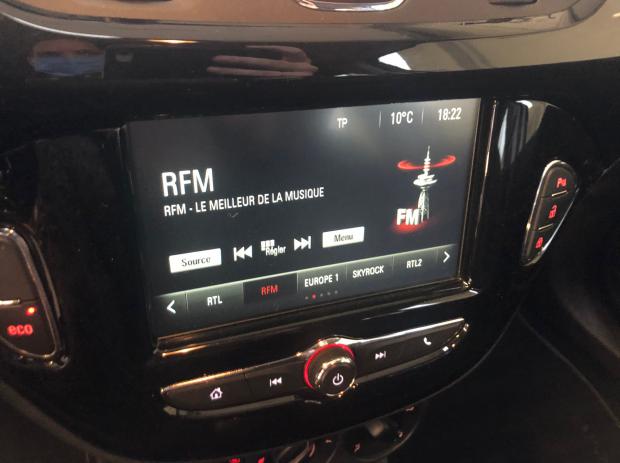 TP 10°C 18:22
RFM
RFM - LE MEILLEUR DE LA MUSIQUE
FM
Source Régler Menu
RTL RFM EUROPE 1 SKYROCK RTL2
eco
P